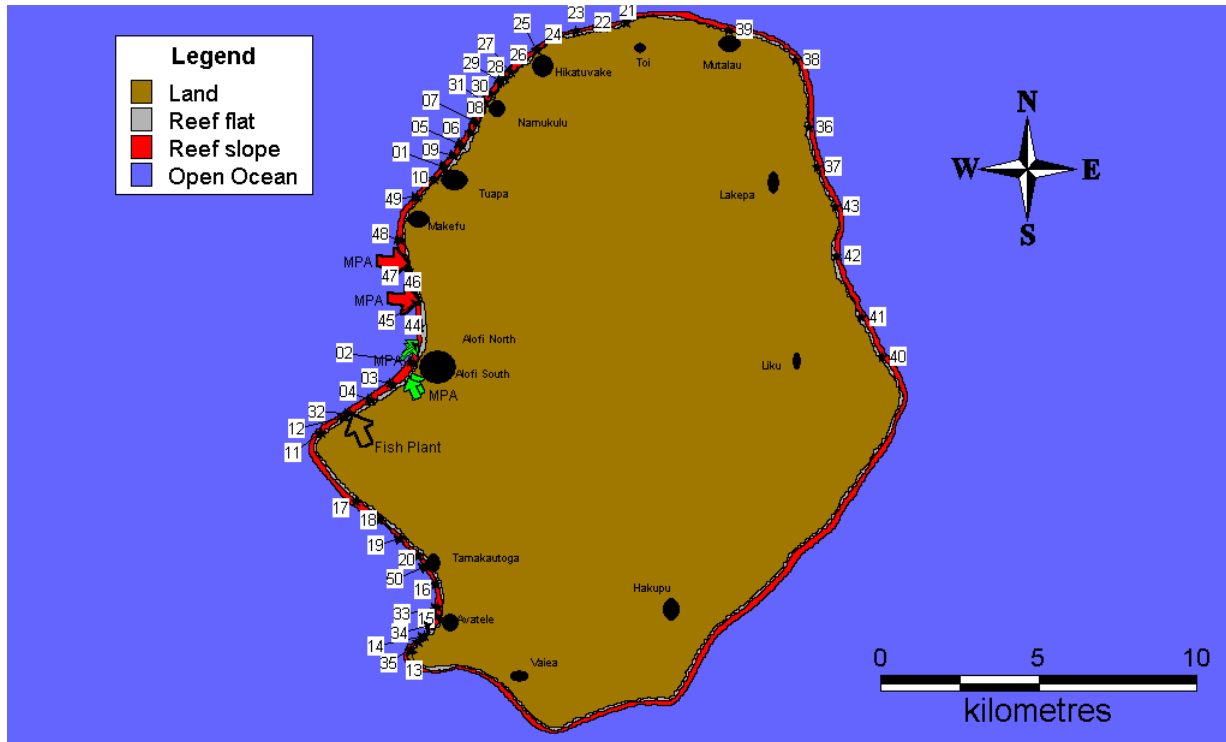 Legend
Land
Reef flat
Reef slope
Open Ocean
21
22
23
24
25
26
27
28
29
30
31
08
07
06
05
09
01
10
49
48
47
46
45
44
02
03
04
32
12
11
17
18
19
20
50
16
33
15
34
14
35
13
39
38
36
37
43
42
41
40
Hikatuvake
Toi
Mutalau
Namukulu
Tuapa
Lakepa
Makefu
MPA
MPA
Alofi North
MPA
Alofi South
MPA
Liku
Fish Plant
Tamakautoga
Avatele
Hakupu
Vaiea
N
W E
S
0 5 10
kilometres